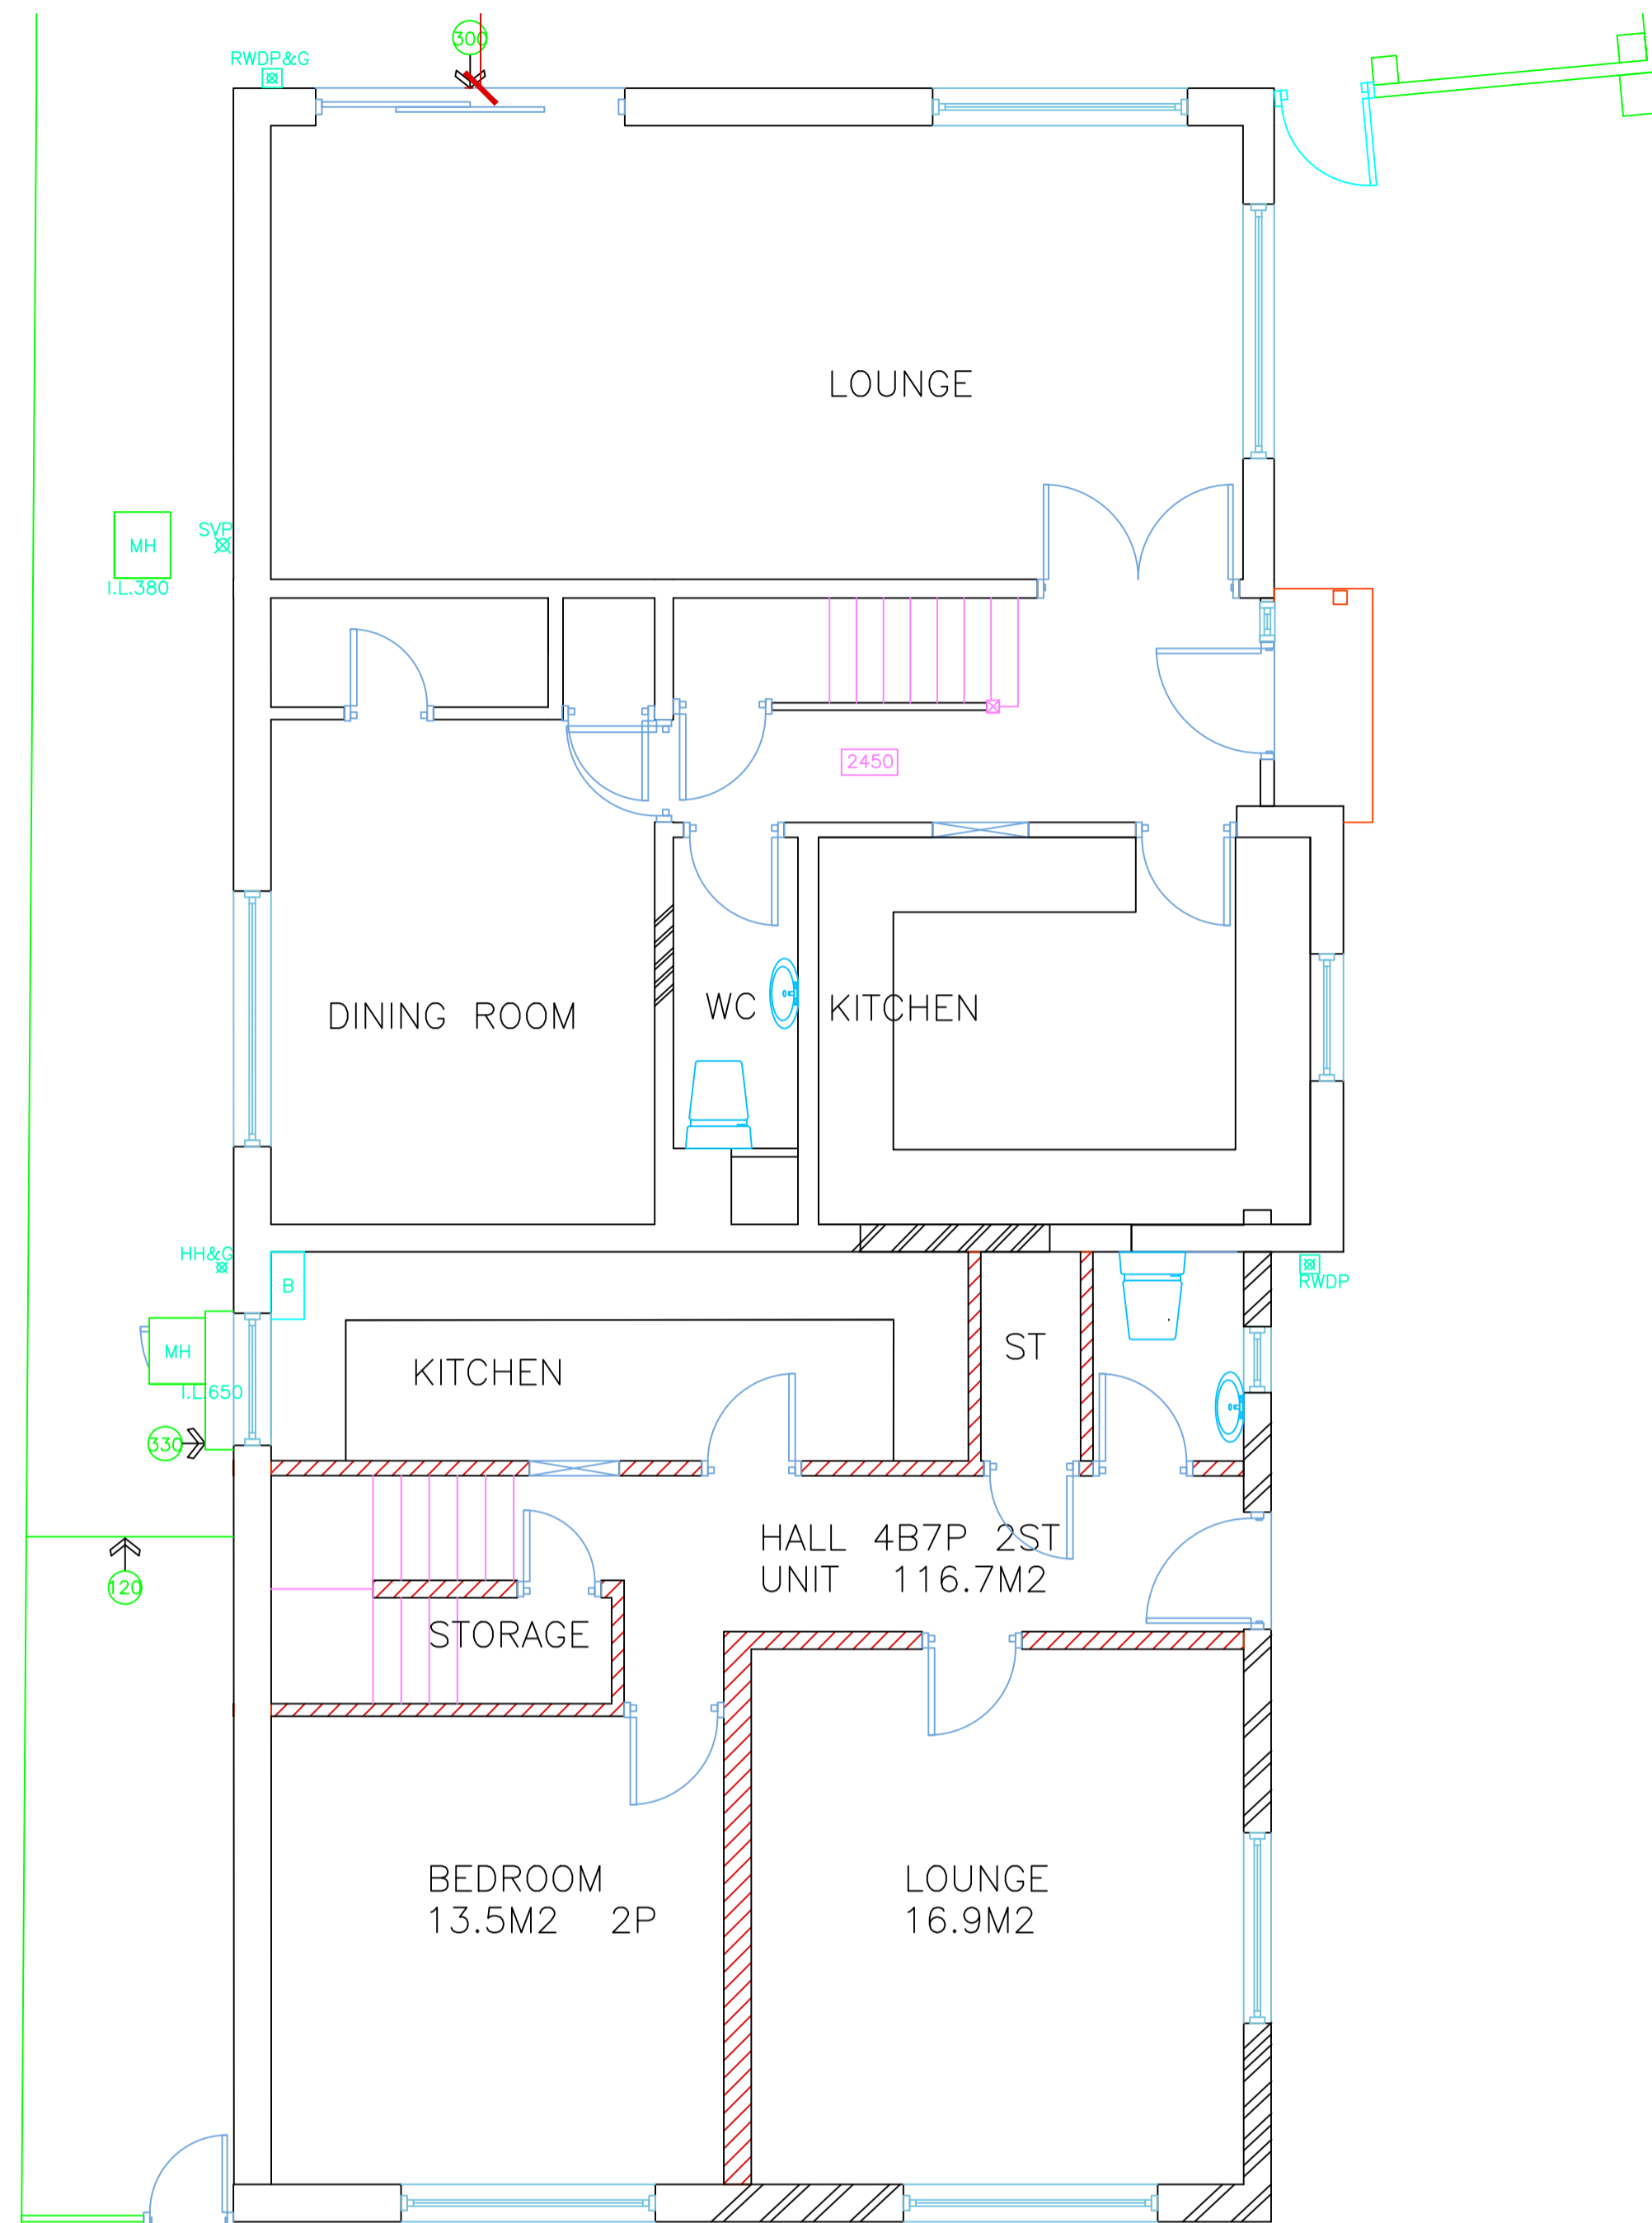 300
RWDP&G
LOUNGE
SVP
MH
I.L.380
2450
DINING ROOM
WC
KITCHEN
HH&G
B
RWDP
MH
I.L.650
KITCHEN
ST
330
HALL 4B7P 2ST
UNIT 116.7M2
120
STORAGE
BEDROOM
13.5M2 2P
LOUNGE
16.9M2